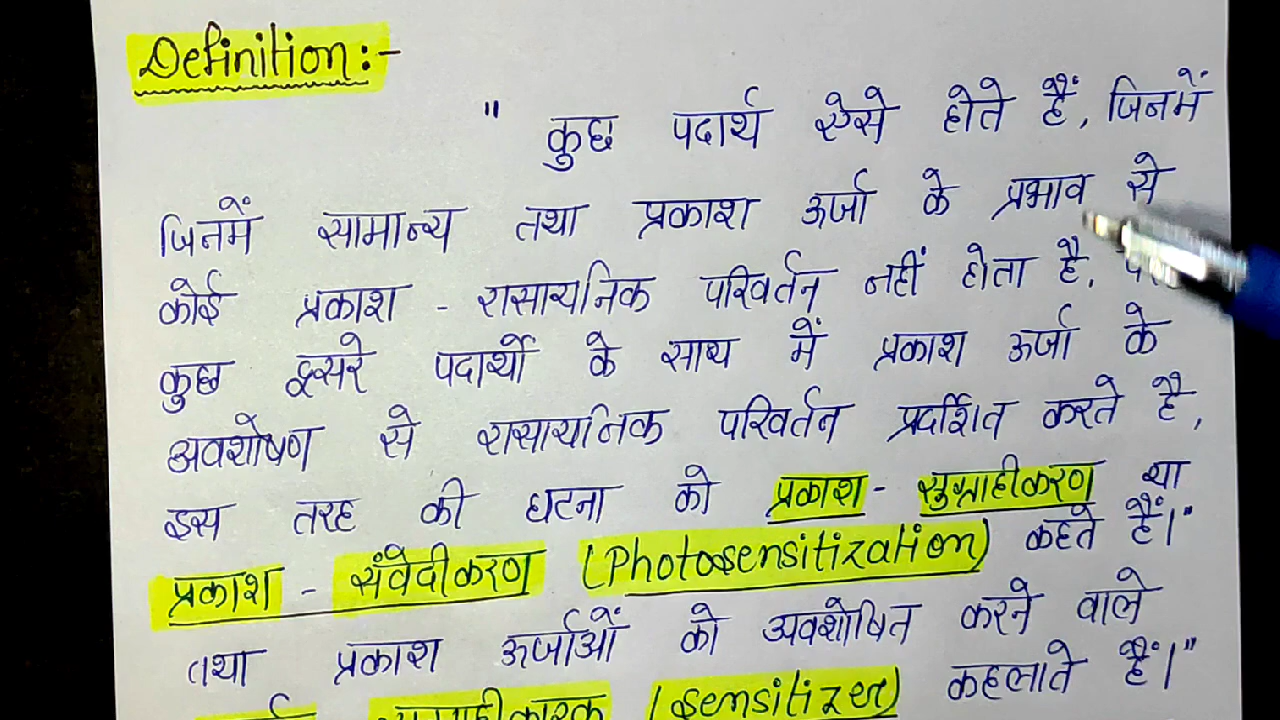 Definition:-
" कुछ पदार्थ ऐसे होते हैं, जिनमें
जिनमें सामान्य तथा प्रकाश ऊर्जा के प्रभाव से
कोई प्रकाश - रासायनिक परिवर्तन नहीं होता है,
कुछ दूसरे पदार्थों के साथ में प्रकाश ऊर्जा के
अवशोषण से रासायनिक परिवर्तन प्रदर्शित करते है,
इस तरह की घटना को प्रकाश - सुग्राहीकरण या
प्रकाश - संवेदीकरण (Photosensitization) कहते हैं।"
तथा प्रकाश ऊर्जाओं को अवशोषित करने वाले
(Sensitizer) कहलाते हैं।"